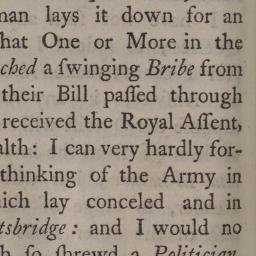 man lays it down for an
hat One or More in the
ched a ſwinging Bribe from
their Bill paſſed through
received the Royal Aſſent,
alth: I can very hardly for-
thinking of the Army in
ich lay conceled and in
tsbridge: and I would no
h ſo ſhrewd a Politician